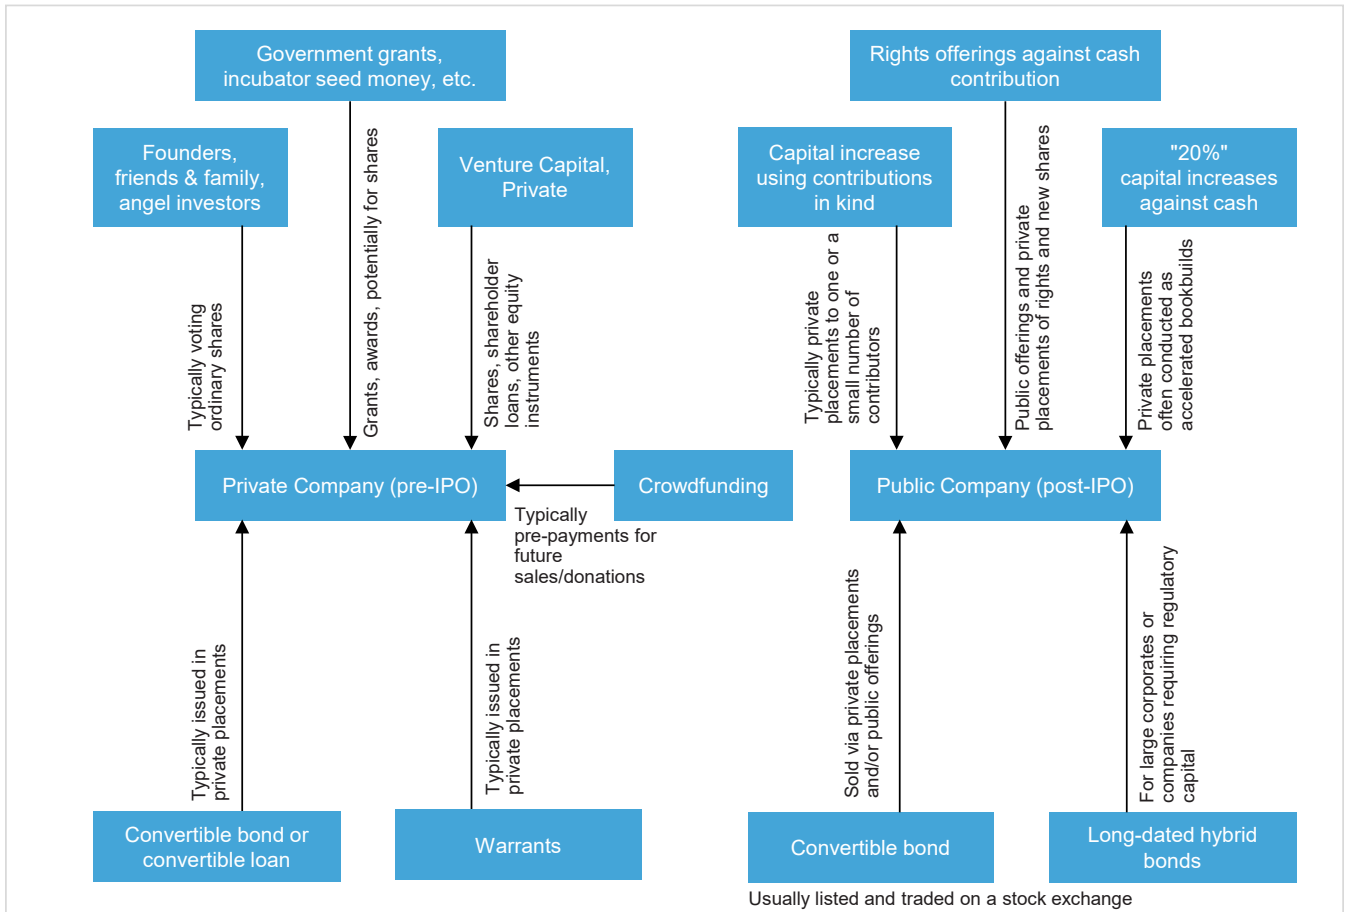 Government grants,
incubator seed money, etc.
Rights offerings against cash
contribution
Founders,
friends & family,
angel investors
Venture Capital,
Private
Capital increase
using contributions
in kind
"20%"
capital increases
against cash
Typically voting
ordinary shares
Grants, awards, potentially for shares
Shares, shareholder
loans, other equity
instruments
Typically private
placements to one or a
small number of
contributors
Public offerings and private
placements of rights and new shares
Private placements
often conducted as
accelerated bookbuilds
Private Company (pre-IPO)
Crowdfunding
Public Company (post-IPO)
Typically
pre-payments for
future
sales/donations
Typically issued in
private placements
Typically issued in
private placements
Sold via private placements
and/or public offerings
For large corporates or
companies requiring regulatory
capital
Convertible bond or
convertible loan
Warrants
Convertible bond
Long-dated hybrid
bonds
Usually listed and traded on a stock exchange